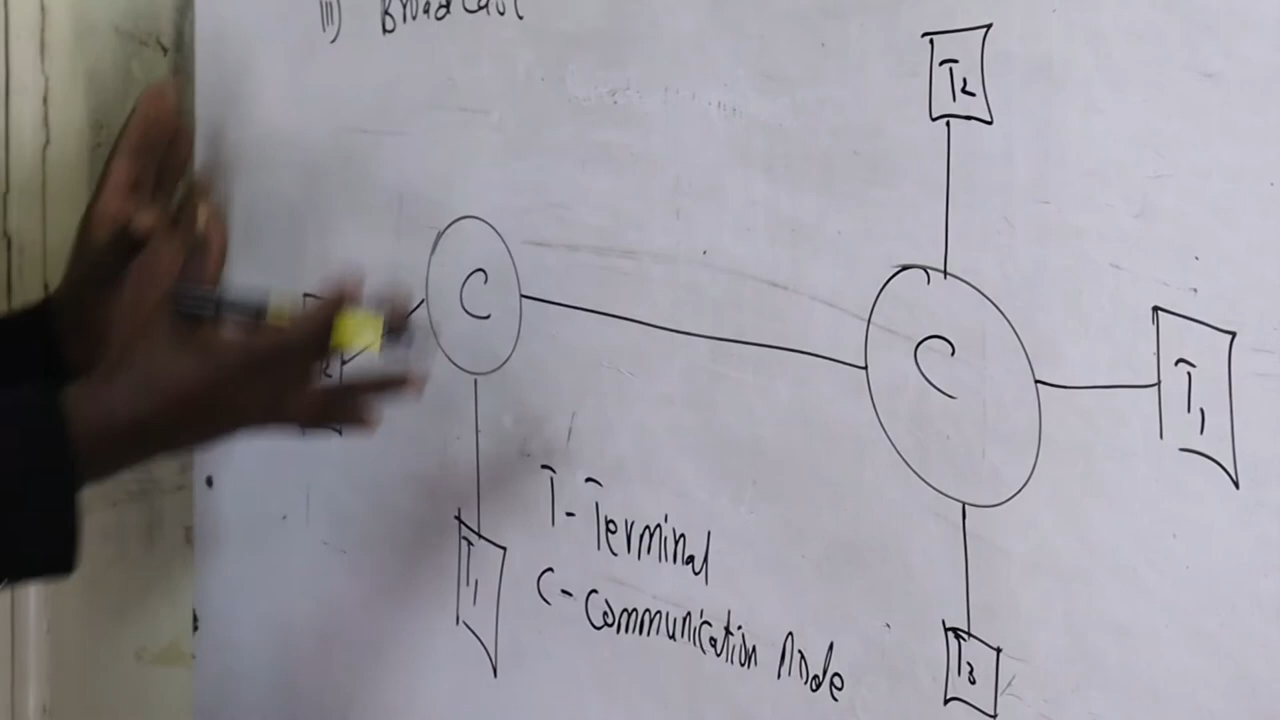 iii) Broadcast
T2
C
C
T1
T1
T - Terminal
C - Communication Node
T3